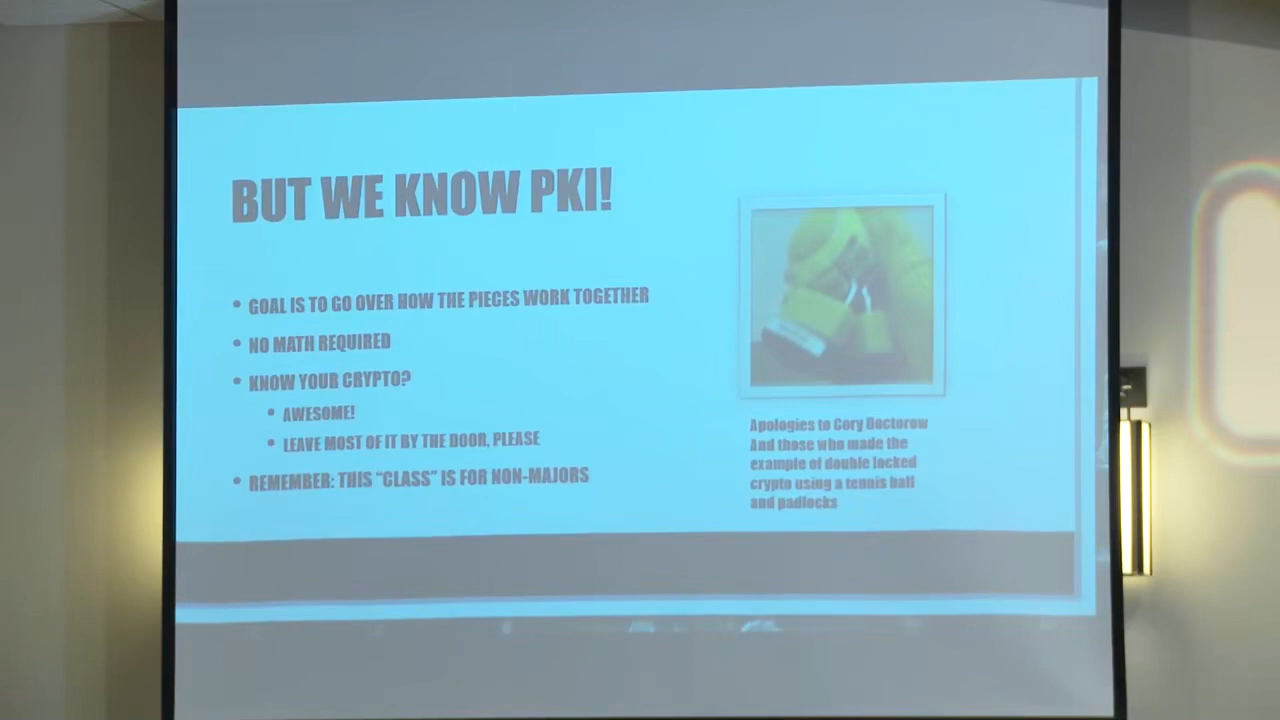 BUT WE KNOW PKI!
• GOAL IS TO GO OVER HOW THE PIECES WORK TOGETHER
• NO MATH REQUIRED
• KNOW YOUR CRYPTO?
• AWESOME!
• LEAVE MOST OF IT BY THE DOOR, PLEASE
• REMEMBER: THIS “CLASS” IS FOR NON-MAJORS
Apologies to Cory Doctorow
And those who made the
example of double locked
crypto using a tennis ball
and padlocks